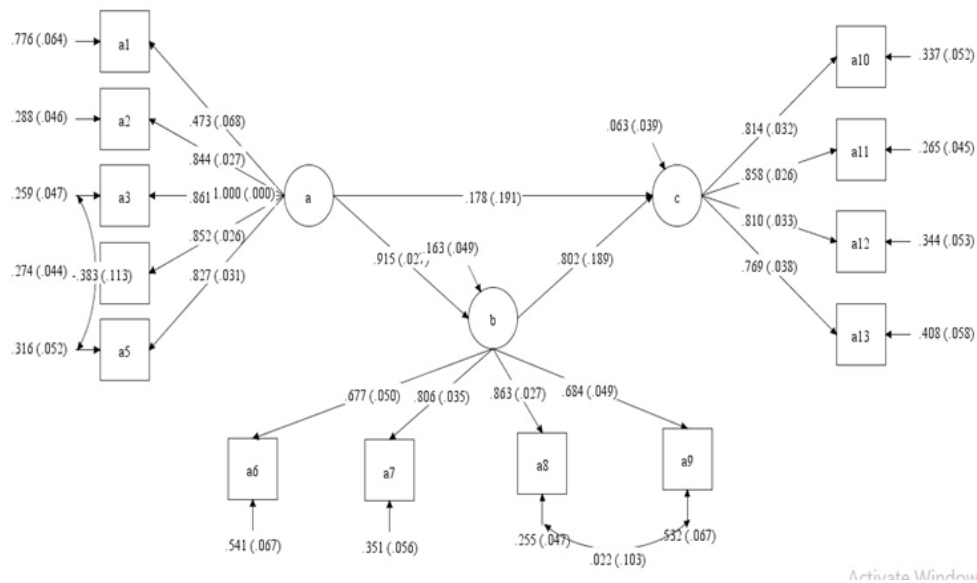 .776 (.064)
a1
.473 (.068)
.288 (.046)
a2
.844 (.027)
.259 (.047)
a3
.861
1.000 (.000)
a
.852 (.026)
.274 (.044)
-.383 (.113)
.827 (.031)
.316 (.052)
a5
.178 (.191)
.063 (.039)
c
.915 (.02
.163 (.049)
.802 (.189)
b
.337 (.052)
a10
.814 (.032)
.265 (.045)
a11
.858 (.026)
.810 (.033)
a12
.344 (.053)
.769 (.038)
a13
.408 (.058)
.677 (.050)
.806 (.035)
.863 (.027)
.684 (.049)
a6
a7
a8
a9
.541 (.067)
.351 (.056)
.255 (.047)
.532 (.067)
.022 (.103)
Activate Window